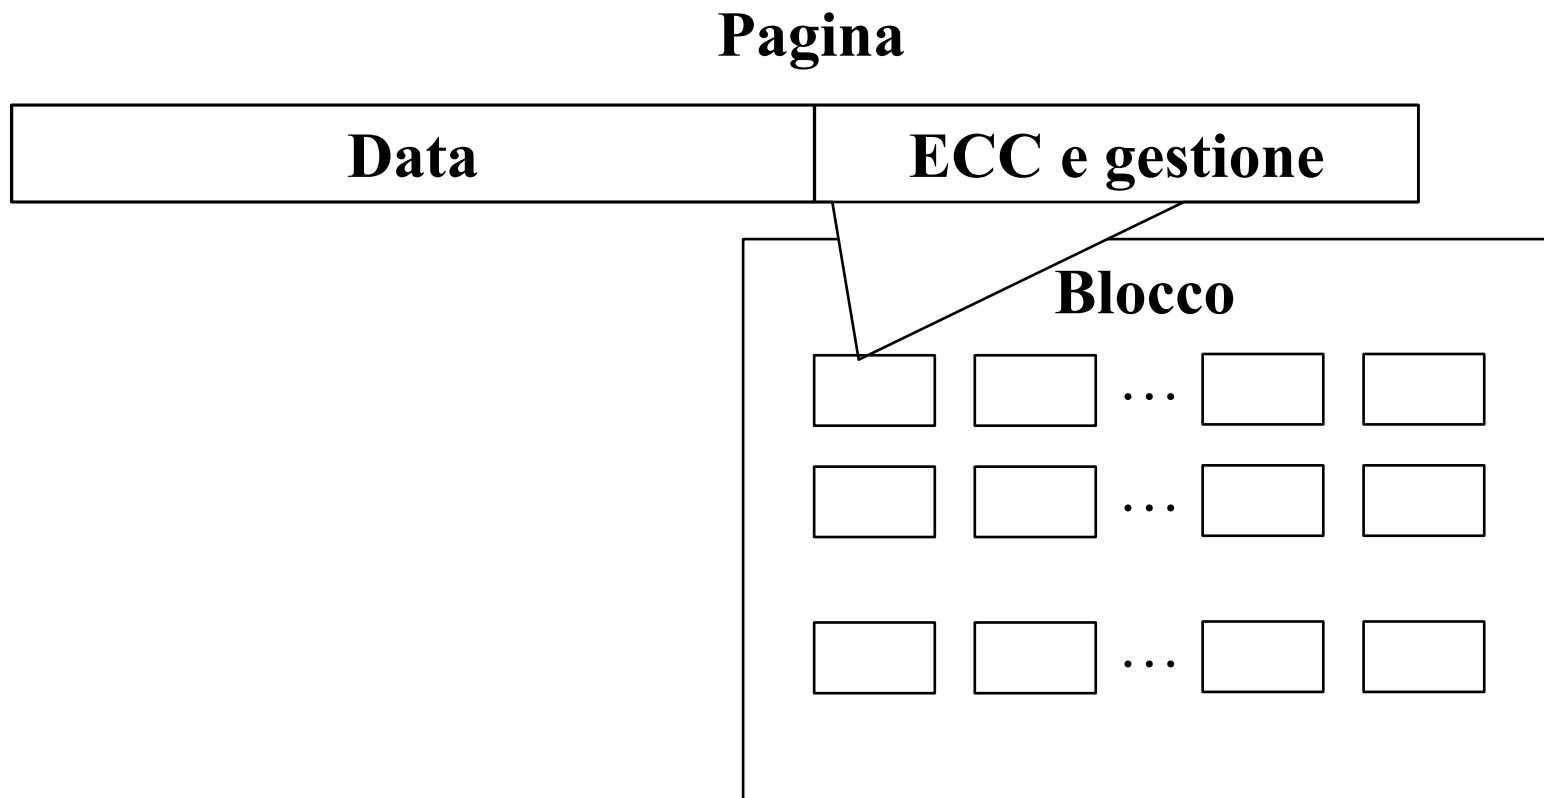 Pagina
Data
ECC e gestione
Blocco
...
...
...